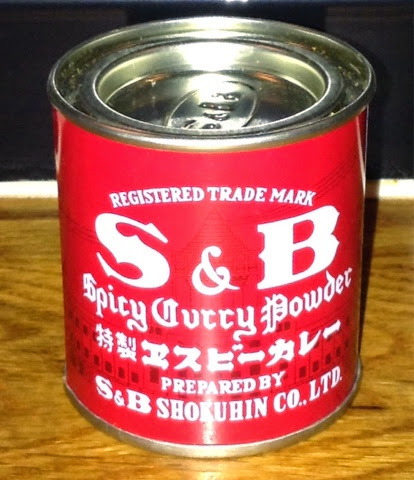 REGISTERED TRADE MARK
S & B
Spicy Curry Powder
特製ヱスビーカレー
PREPARED BY
S&B SHOKUHIN CO., LTD.